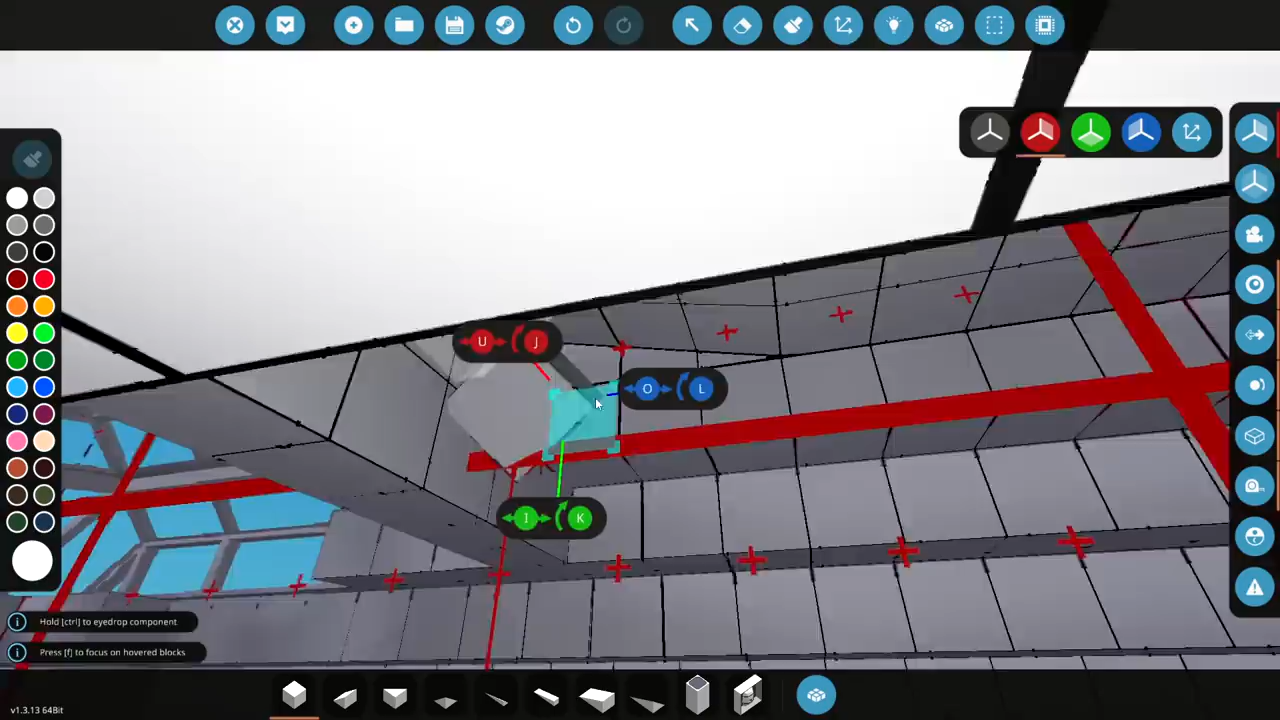 U J
O L
I K
Hold [ctrl] to eyedrop component
Press [f] to focus on hovered blocks
v1.3.13 64Bit